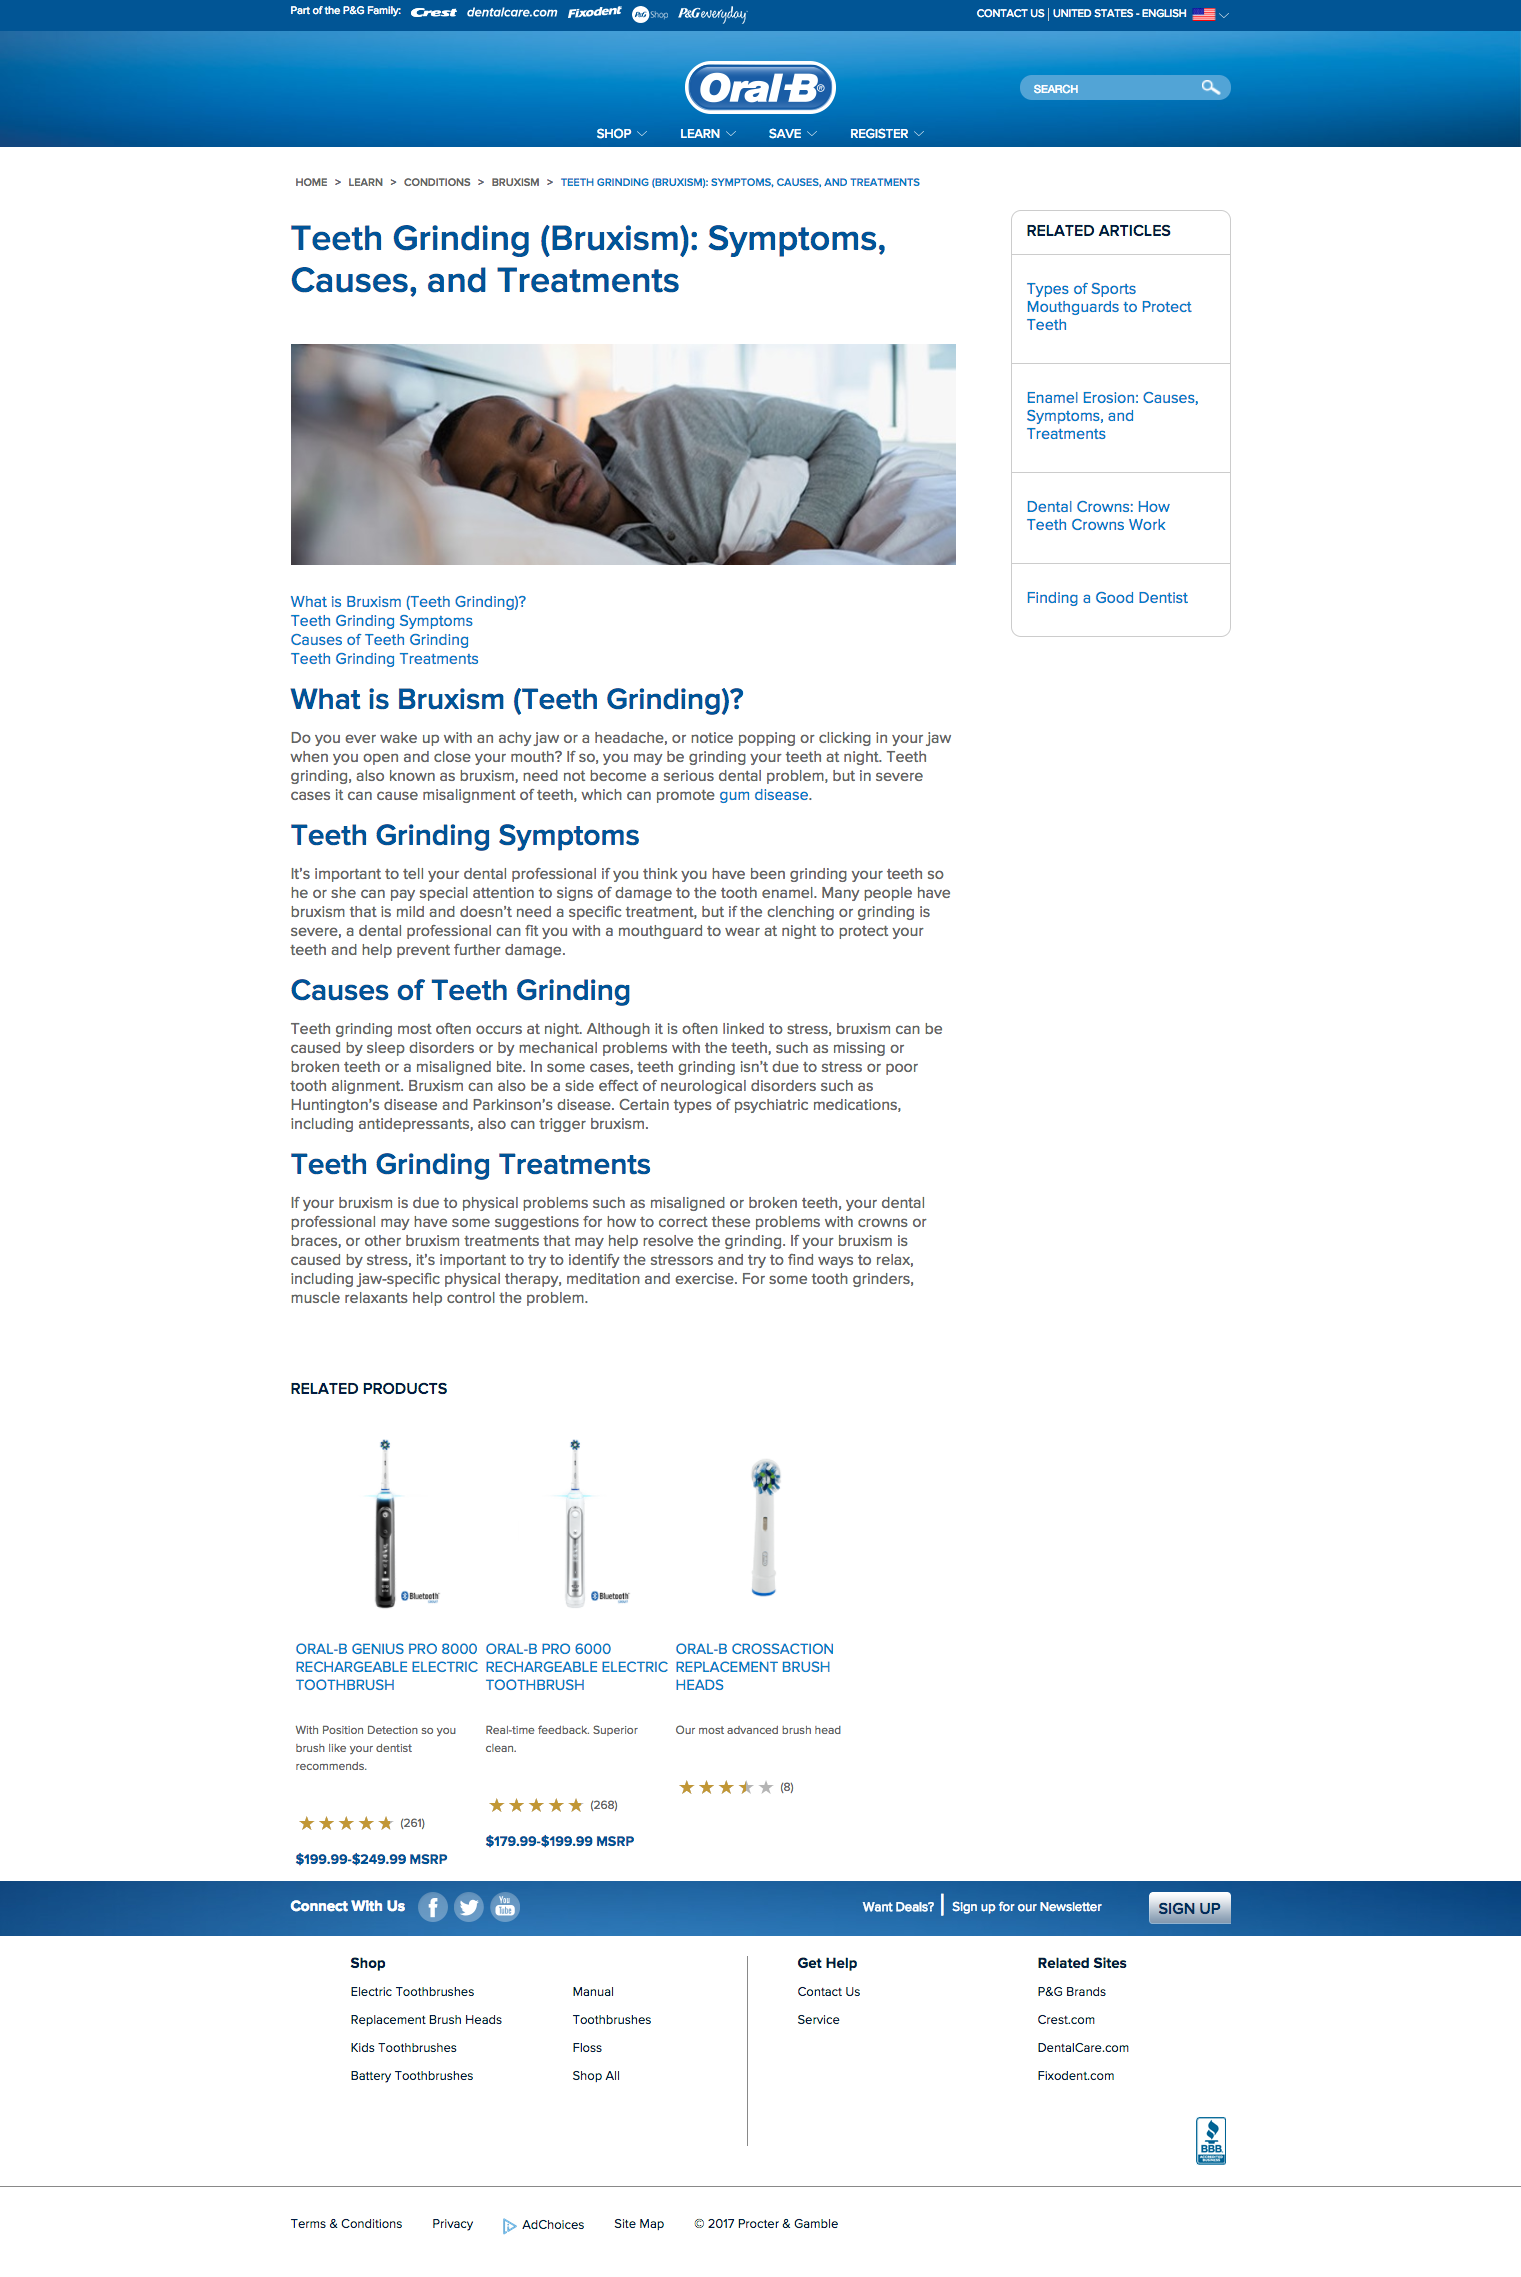 Part of the P&G Family: Crest dentalcare.com Fixodent P&G Shop P&G everyday
CONTACT US | UNITED STATES - ENGLISH
Oral-B®
SEARCH
SHOP LEARN SAVE REGISTER
HOME > LEARN > CONDITIONS > BRUXISM > TEETH GRINDING (BRUXISM): SYMPTOMS, CAUSES, AND TREATMENTS
Teeth Grinding (Bruxism): Symptoms,
Causes, and Treatments
RELATED ARTICLES
Types of Sports
Mouthguards to Protect
Teeth
Enamel Erosion: Causes,
Symptoms, and
Treatments
Dental Crowns: How
Teeth Crowns Work
Finding a Good Dentist
What is Bruxism (Teeth Grinding)?
Teeth Grinding Symptoms
Causes of Teeth Grinding
Teeth Grinding Treatments
What is Bruxism (Teeth Grinding)?
Do you ever wake up with an achy jaw or a headache, or notice popping or clicking in your jaw
when you open and close your mouth? If so, you may be grinding your teeth at night. Teeth
grinding, also known as bruxism, need not become a serious dental problem, but in severe
cases it can cause misalignment of teeth, which can promote gum disease.
Teeth Grinding Symptoms
It's important to tell your dental professional if you think you have been grinding your teeth so
he or she can pay special attention to signs of damage to the tooth enamel. Many people have
bruxism that is mild and doesn't need a specific treatment, but if the clenching or grinding is
severe, a dental professional can fit you with a mouthguard to wear at night to protect your
teeth and help prevent further damage.
Causes of Teeth Grinding
Teeth grinding most often occurs at night. Although it is often linked to stress, bruxism can be
caused by sleep disorders or by mechanical problems with the teeth, such as missing or
broken teeth or a misaligned bite. In some cases, teeth grinding isn't due to stress or poor
tooth alignment. Bruxism can also be a side effect of neurological disorders such as
Huntington's disease and Parkinson's disease. Certain types of psychiatric medications,
including antidepressants, also can trigger bruxism.
Teeth Grinding Treatments
If your bruxism is due to physical problems such as misaligned or broken teeth, your dental
professional may have some suggestions for how to correct these problems with crowns or
braces, or other bruxism treatments that may help resolve the grinding. If your bruxism is
caused by stress, it's important to try to identify the stressors and try to find ways to relax,
including jaw-specific physical therapy, meditation and exercise. For some tooth grinders,
muscle relaxants help control the problem.
RELATED PRODUCTS
Bluetooth
Bluetooth
ORAL-B GENIUS PRO 8000
RECHARGEABLE ELECTRIC
TOOTHBRUSH
With Position Detection so you
brush like your dentist
recommends.
(261)
$199.99-$249.99 MSRP
ORAL-B PRO 6000
RECHARGEABLE ELECTRIC
TOOTHBRUSH
Real-time feedback. Superior
clean.
(268)
$179.99-$199.99 MSRP
ORAL-B CROSSACTION
REPLACEMENT BRUSH
HEADS
Our most advanced brush head
(8)
Connect With Us
You
Tube
Want Deals? | Sign up for our Newsletter
SIGN UP
Shop
Electric Toothbrushes
Replacement Brush Heads
Kids Toothbrushes
Battery Toothbrushes
Manual
Toothbrushes
Floss
Shop All
Get Help
Contact Us
Service
Related Sites
P&G Brands
Crest.com
DentalCare.com
Fixodent.com
BBB
ACCREDITED
BUSINESS
Terms & Conditions Privacy AdChoices Site Map © 2017 Procter & Gamble